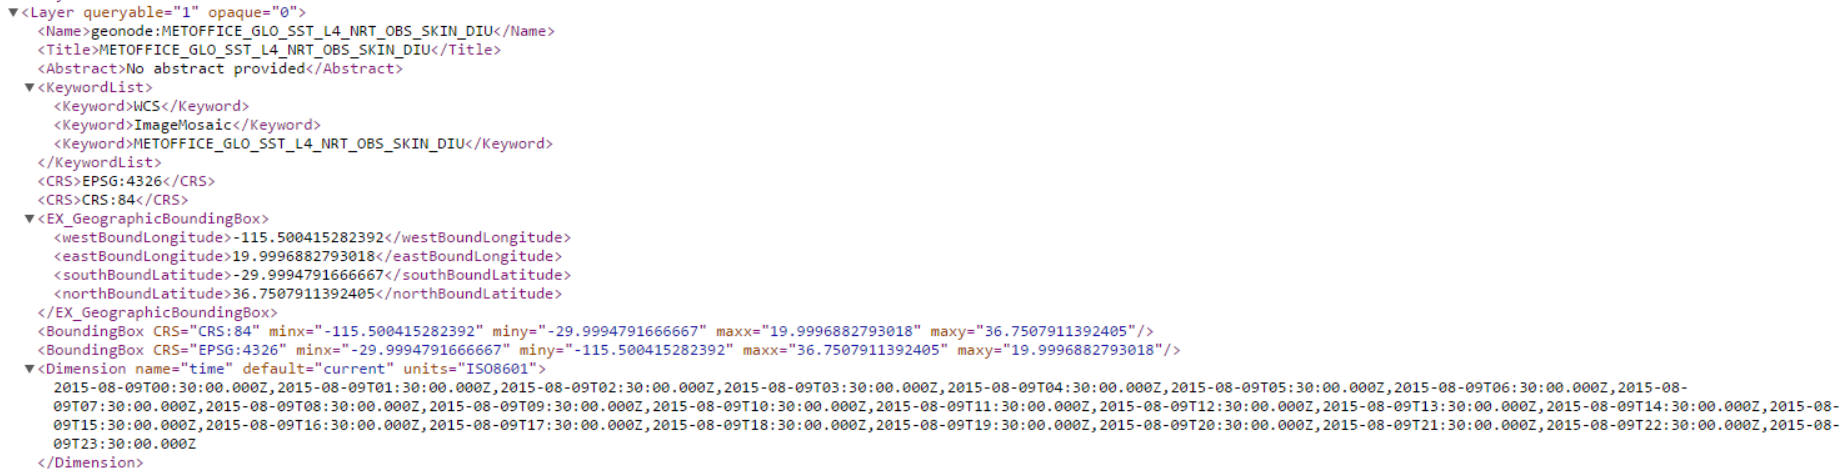 ▼<Layer queryable="1" opaque="0">
<Name>geonode:METOFFICE_GLO_SST_L4_NRT_OBS_SKIN_DIU</Name>
<Title>METOFFICE_GLO_SST_L4_NRT_OBS_SKIN_DIU</Title>
<Abstract>No abstract provided</Abstract>
▼<KeywordList>
<Keyword>WCS</Keyword>
<Keyword>ImageMosaic</Keyword>
<Keyword>METOFFICE_GLO_SST_L4_NRT_OBS_SKIN_DIU</Keyword>
</KeywordList>
<CRS>EPSG:4326</CRS>
<CRS>CRS:84</CRS>
▼<EX_GeographicBoundingBox>
<westBoundLongitude>-115.500415282392</westBoundLongitude>
<eastBoundLongitude>19.9996882793018</eastBoundLongitude>
<southBoundLatitude>-29.9994791666667</southBoundLatitude>
<northBoundLatitude>36.7507911392405</northBoundLatitude>
</EX_GeographicBoundingBox>
<BoundingBox CRS="CRS:84" minx="-115.500415282392" miny="-29.9994791666667" maxx="19.9996882793018" maxy="36.7507911392405"/>
<BoundingBox CRS="EPSG:4326" minx="-29.9994791666667" miny="-115.500415282392" maxx="36.7507911392405" maxy="19.9996882793018"/>
▼<Dimension name="time" default="current" units="ISO8601">
2015-08-09T00:30:00.000Z,2015-08-09T01:30:00.000Z,2015-08-09T02:30:00.000Z,2015-08-09T03:30:00.000Z,2015-08-09T04:30:00.000Z,2015-08-09T05:30:00.000Z,2015-08-09T06:30:00.000Z,2015-08-
09T07:30:00.000Z,2015-08-09T08:30:00.000Z,2015-08-09T09:30:00.000Z,2015-08-09T10:30:00.000Z,2015-08-09T11:30:00.000Z,2015-08-09T12:30:00.000Z,2015-08-09T13:30:00.000Z,2015-08-09T14:30:00.000Z,2015-08-
09T15:30:00.000Z,2015-08-09T16:30:00.000Z,2015-08-09T17:30:00.000Z,2015-08-09T18:30:00.000Z,2015-08-09T19:30:00.000Z,2015-08-09T20:30:00.000Z,2015-08-09T21:30:00.000Z,2015-08-09T22:30:00.000Z,2015-08-
09T23:30:00.000Z
</Dimension>